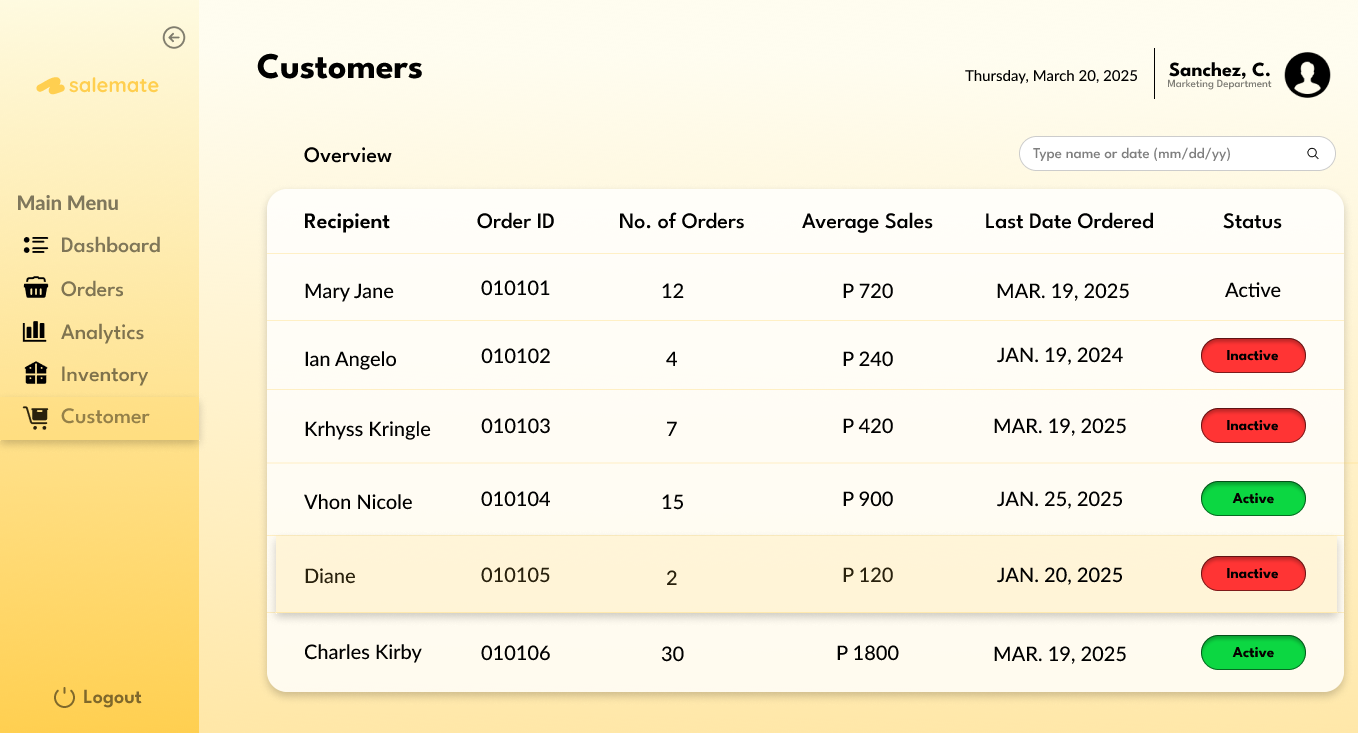 salemate
Customers
Thursday, March 20, 2025
Sanchez, C.
Marketing Department
Overview
Type name or date (mm/dd/yy)
Main Menu
Dashboard
Orders
Analytics
Inventory
Customer
Logout
Recipient Order ID No. of Orders Average Sales Last Date Ordered Status
Mary Jane 010101 12 P 720 MAR. 19, 2025 Active
Ian Angelo 010102 4 P 240 JAN. 19, 2024 Inactive
Krhyss Kringle 010103 7 P 420 MAR. 19, 2025 Inactive
Vhon Nicole 010104 15 P 900 JAN. 25, 2025 Active
Diane 010105 2 P 120 JAN. 20, 2025 Inactive
Charles Kirby 010106 30 P 1800 MAR. 19, 2025 Active